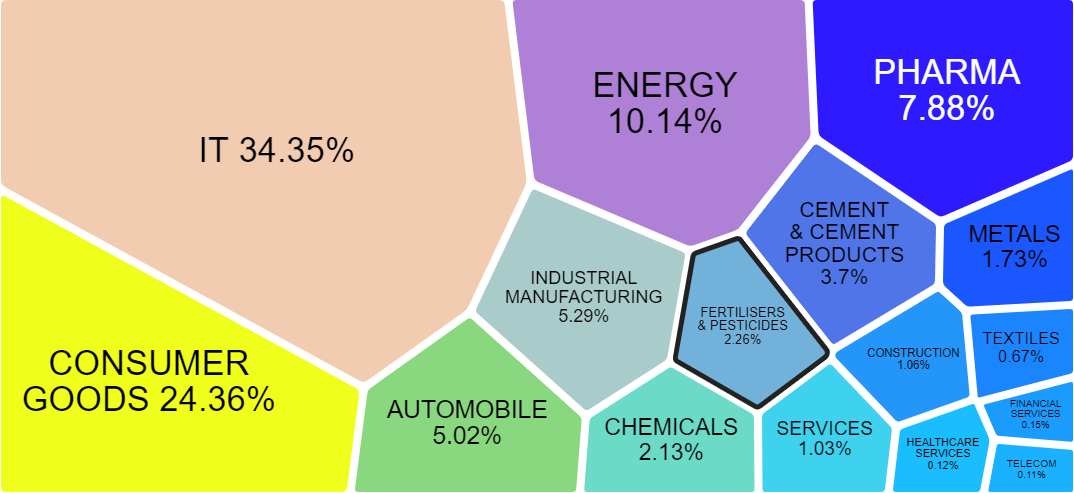 IT 34.35%
ENERGY
10.14%
PHARMA
7.88%
CEMENT
& CEMENT
PRODUCTS
3.7%
METALS
1.73%
INDUSTRIAL
MANUFACTURING
5.29%
FERTILISERS
& PESTICIDES
2.26%
CONSTRUCTION
1.06%
TEXTILES
0.67%
CONSUMER
GOODS 24.36%
AUTOMOBILE
5.02%
CHEMICALS
2.13%
SERVICES
1.03%
HEALTHCARE
SERVICES
0.12%
FINANCIAL
SERVICES
0.15%
TELECOM
0.11%